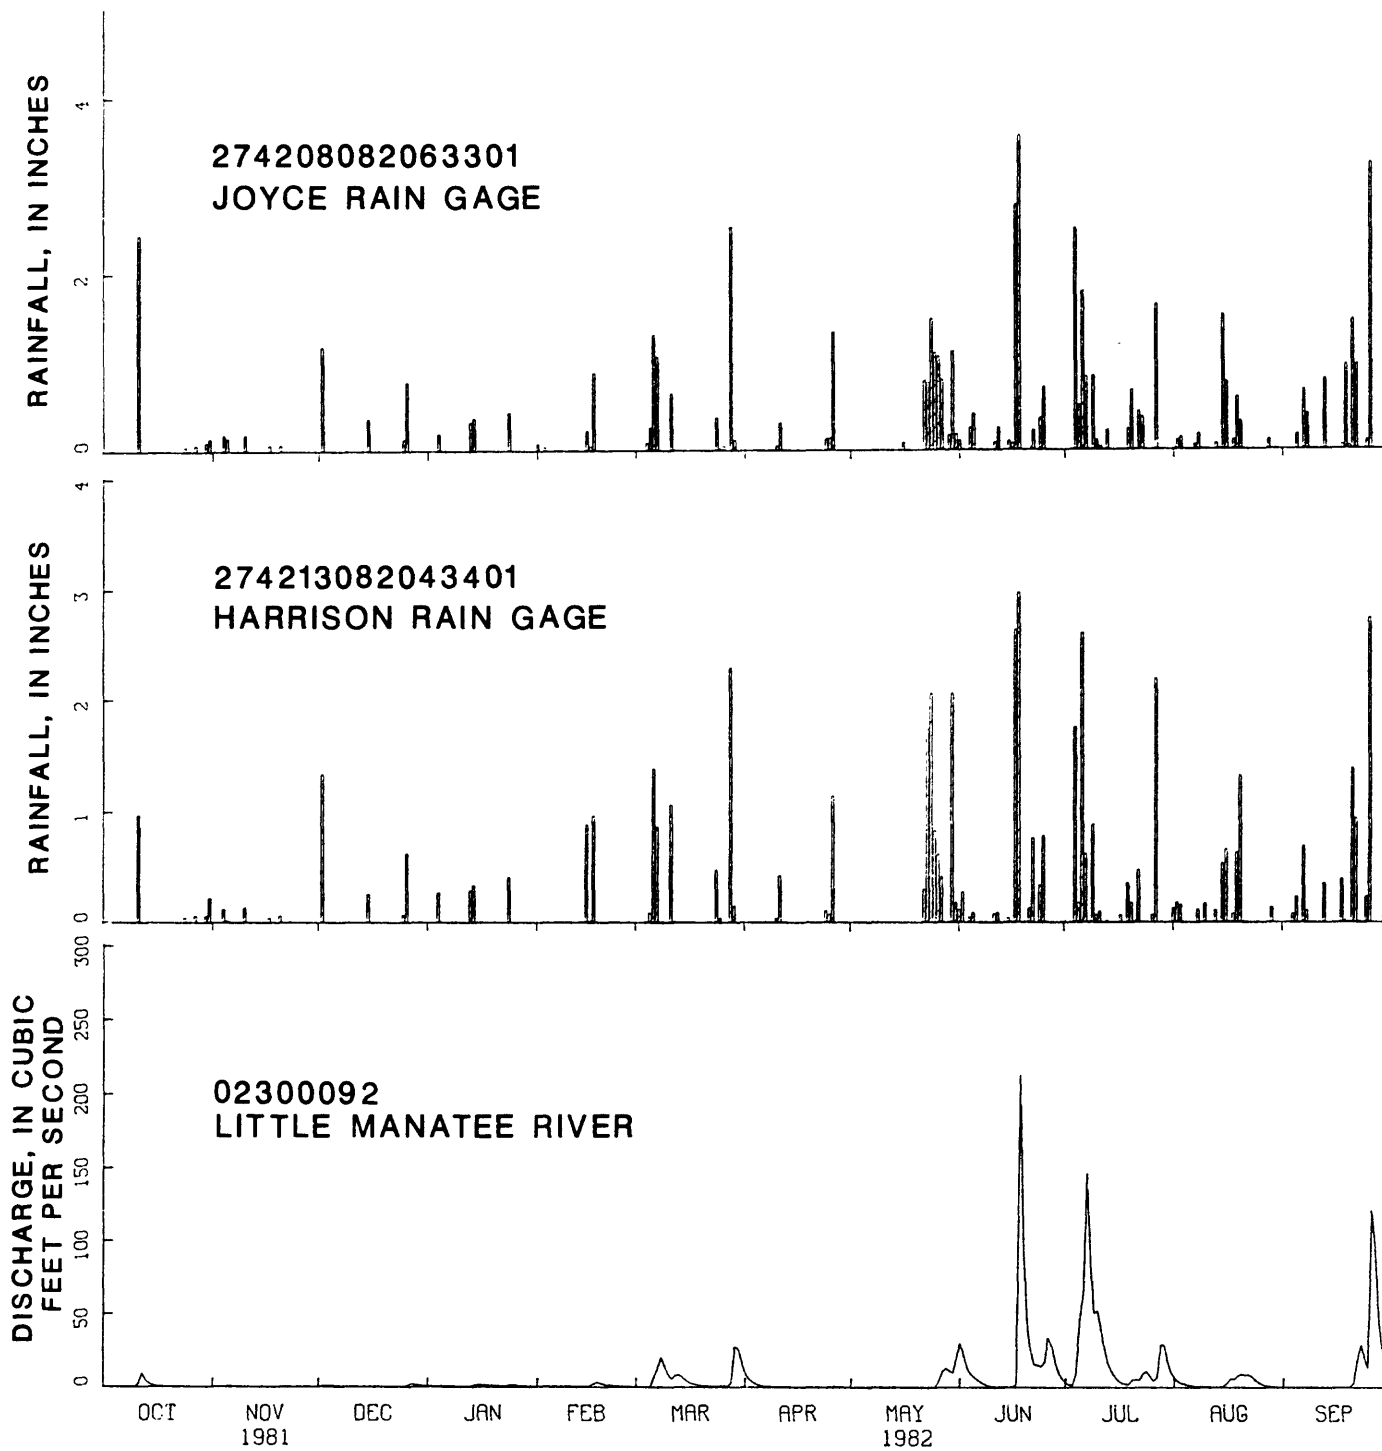 RAINFALL, IN INCHES
4
2
0
274208082063301
JOYCE RAIN GAGE
RAINFALL, IN INCHES
4
3
2
1
0
274213082043401
HARRISON RAIN GAGE
DISCHARGE, IN CUBIC
FEET PER SECOND
300
250
200
150
100
50
0
02300092
LITTLE MANATEE RIVER
OCT NOV DEC JAN FEB MAR APR MAY JUN JUL AUG SEP
1981 1982